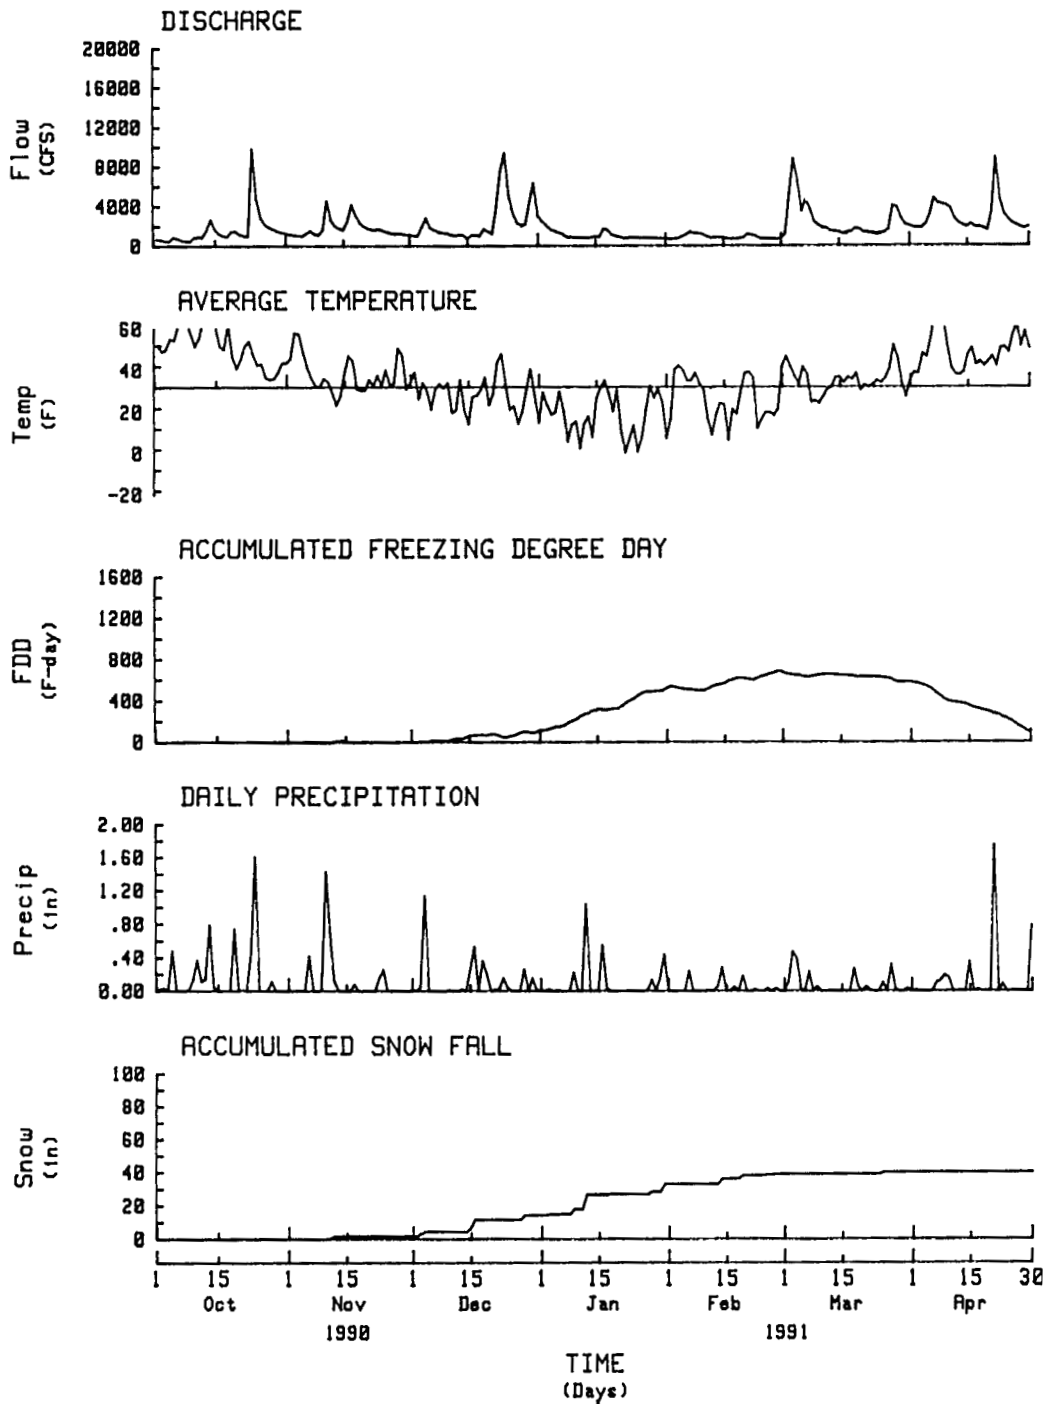 DISCHARGE
20000
16000
12000
8000
4000
0
Flow
(CFS)
AVERAGE TEMPERATURE
60
40
20
0
-20
Temp
(F)
ACCUMULATED FREEZING DEGREE DAY
1600
1200
800
400
0
FDD
(F-day)
DAILY PRECIPITATION
2.00
1.60
1.20
.80
.40
0.00
Precip
(in)
ACCUMULATED SNOW FALL
100
80
60
40
20
0
Snow
(in)
1 15 1 15 1 15 1 15 1 15 1 15 1 15 30
Oct Nov Dec Jan Feb Mar Apr
1990 1991
TIME
(Days)